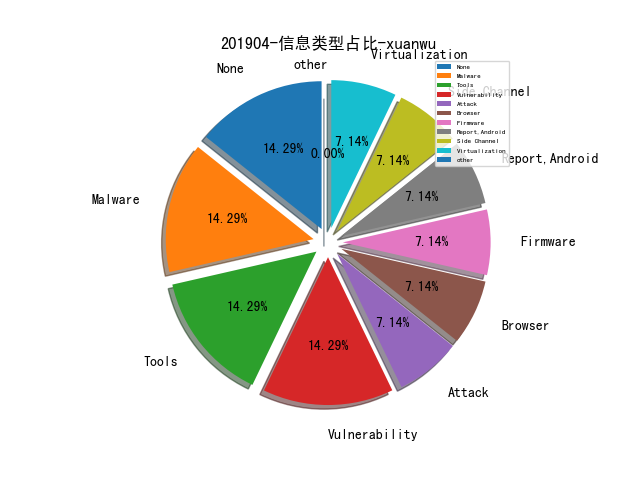 201904-信息类型占比-xuanwu
None
Malware
Tools
Vulnerability
Attack
Browser
Firmware
Report,Android
Side Channel
Virtualization
other
14.29%
14.29%
14.29%
14.29%
7.14%
7.14%
7.14%
7.14%
7.14%
7.14%
0.00%
None
Malware
Tools
Vulnerability
Attack
Browser
Firmware
Report,Android
Side Channel
Virtualization
other